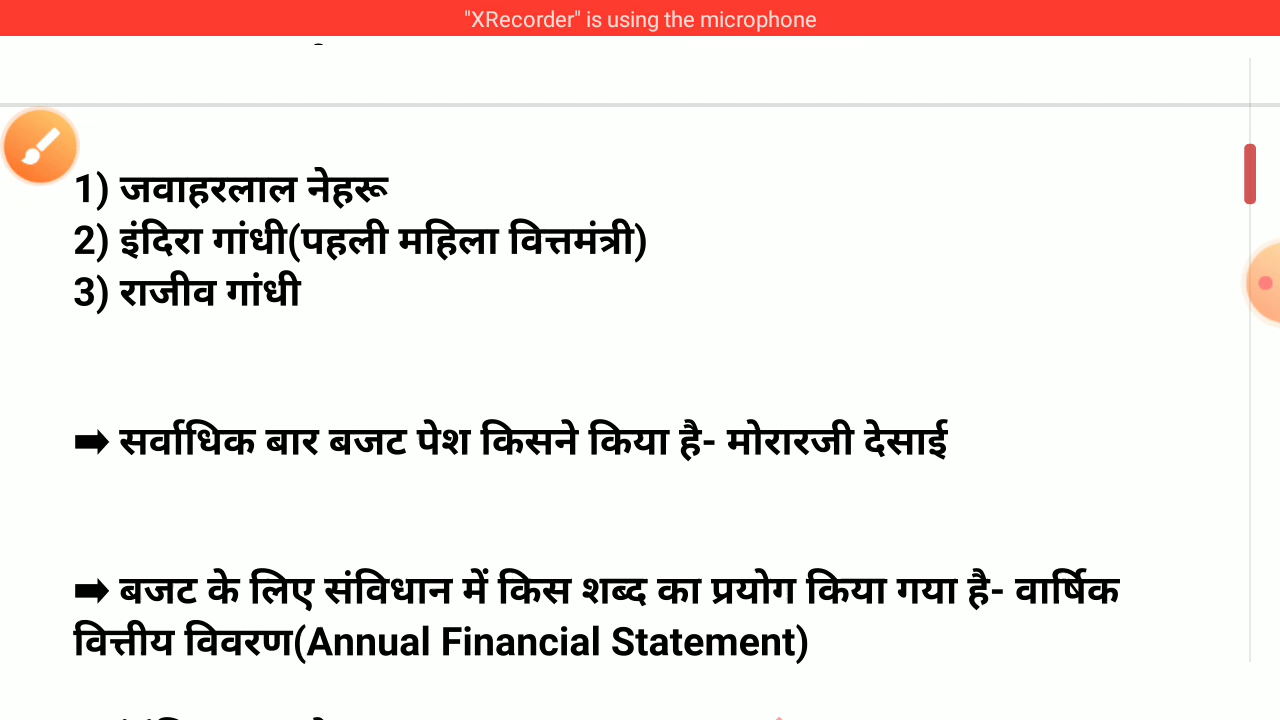 "XRecorder" is using the microphone
1) जवाहरलाल नेहरू
2) इंदिरा गांधी(पहली महिला वित्तमंत्री)
3) राजीव गांधी
➡ सर्वाधिक बार बजट पेश किसने किया है- मोरारजी देसाई
➡ बजट के लिए संविधान में किस शब्द का प्रयोग किया गया है- वार्षिक
वित्तीय विवरण(Annual Financial Statement)